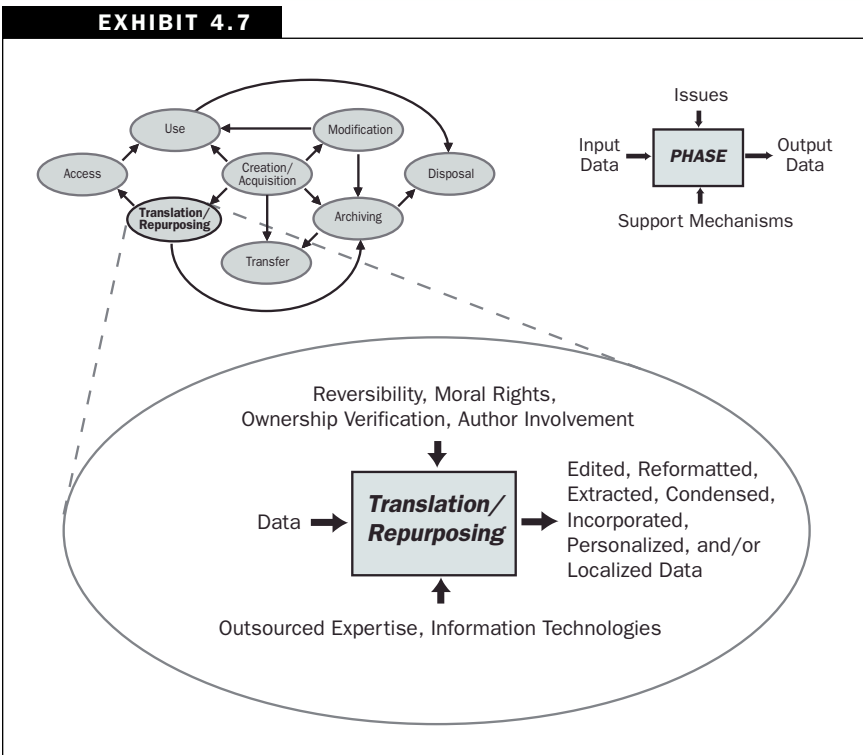 EXHIBIT 4.7
Use
Modification
Access
Creation/
Acquisition
Disposal
Translation/
Repurposing
Archiving
Transfer
Issues
Input
Data
PHASE
Output
Data
Support Mechanisms
Reversibility, Moral Rights,
Ownership Verification, Author Involvement
Data
Translation/
Repurposing
Edited, Reformatted,
Extracted, Condensed,
Incorporated,
Personalized, and/or
Localized Data
Outsourced Expertise, Information Technologies